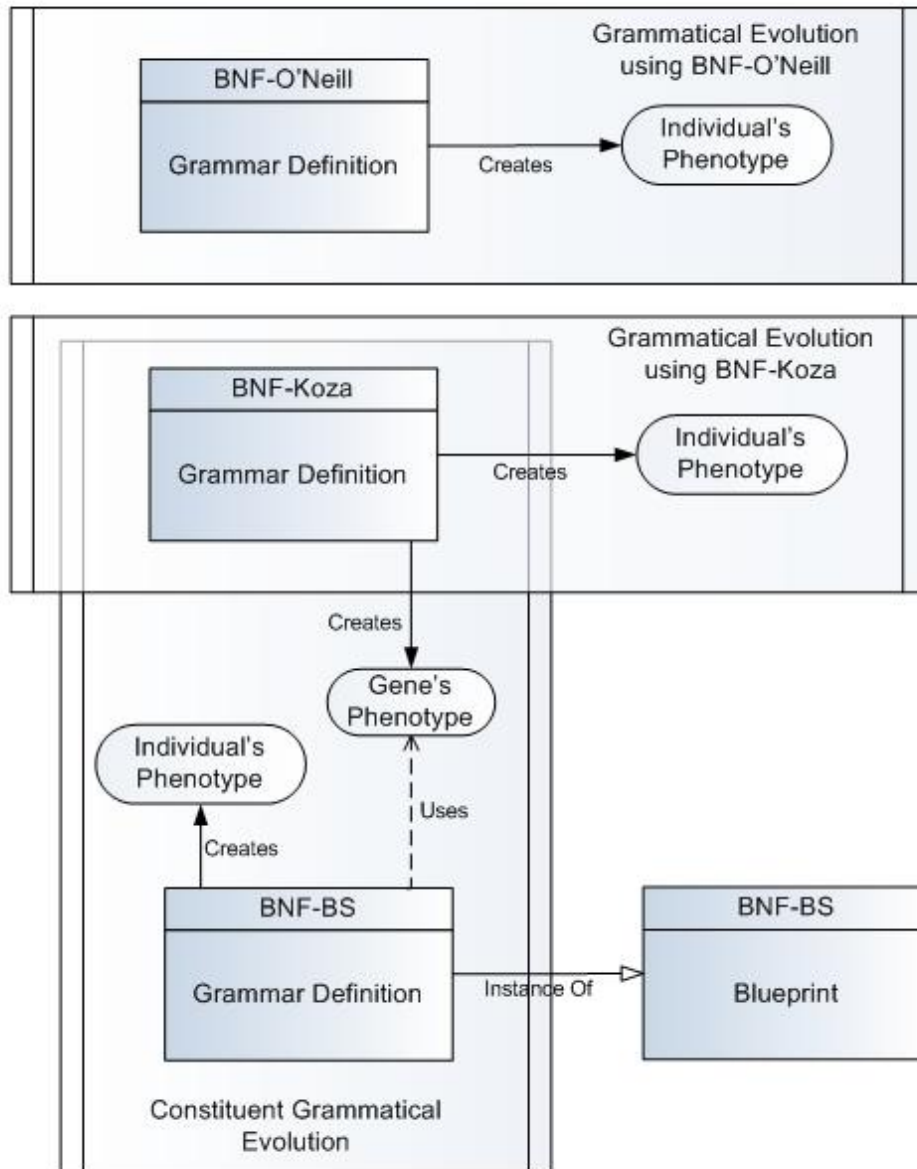 Grammatical Evolution
using BNF-O'Neill
BNF-O'Neill
Grammar Definition
Creates
Individual's
Phenotype
Grammatical Evolution
using BNF-Koza
BNF-Koza
Grammar Definition
Creates
Individual's
Phenotype
Creates
Gene's
Phenotype
Individual's
Phenotype
Uses
Creates
BNF-BS
Grammar Definition
Instance Of
BNF-BS
Blueprint
Constituent Grammatical
Evolution